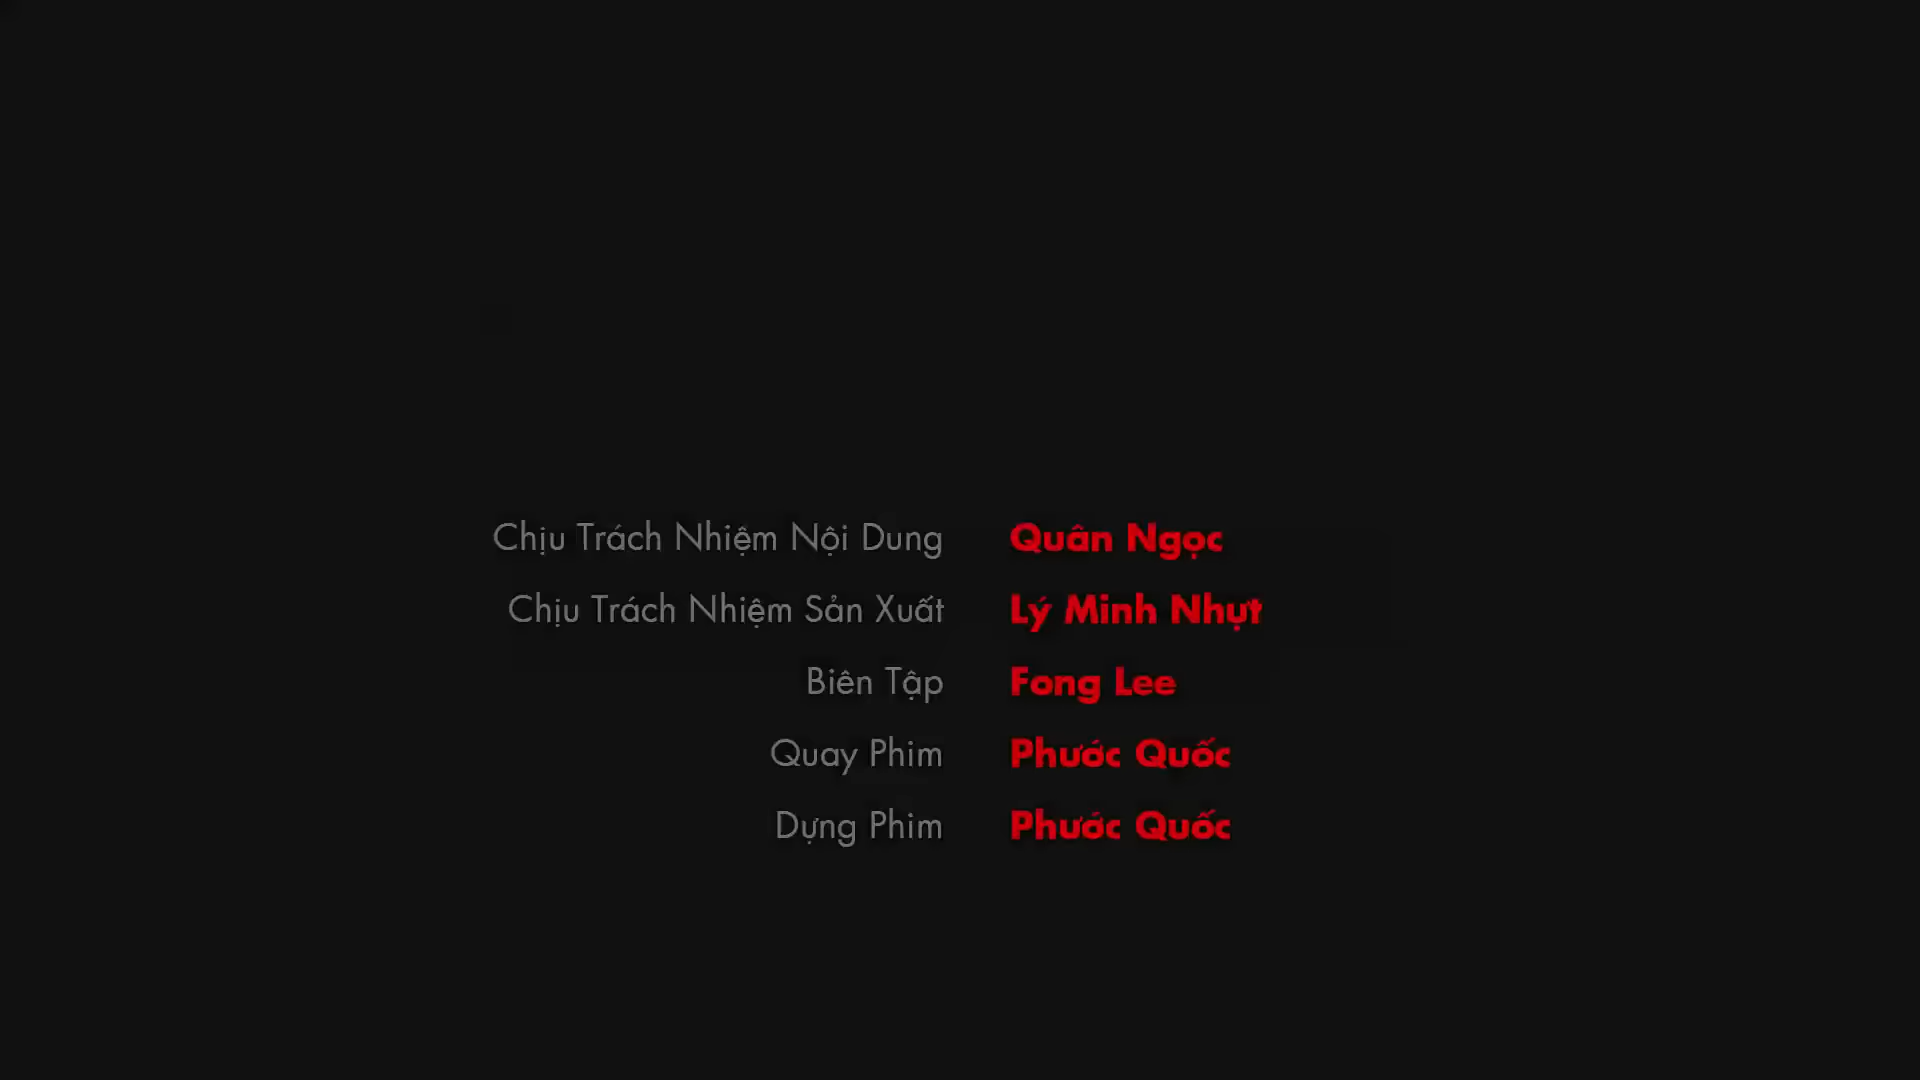 Chịu Trách Nhiệm Nội Dung Quân Ngọc
Chịu Trách Nhiệm Sản Xuất Lý Minh Nhựt
Biên Tập Fong Lee
Quay Phim Phước Quốc
Dựng Phim Phước Quốc